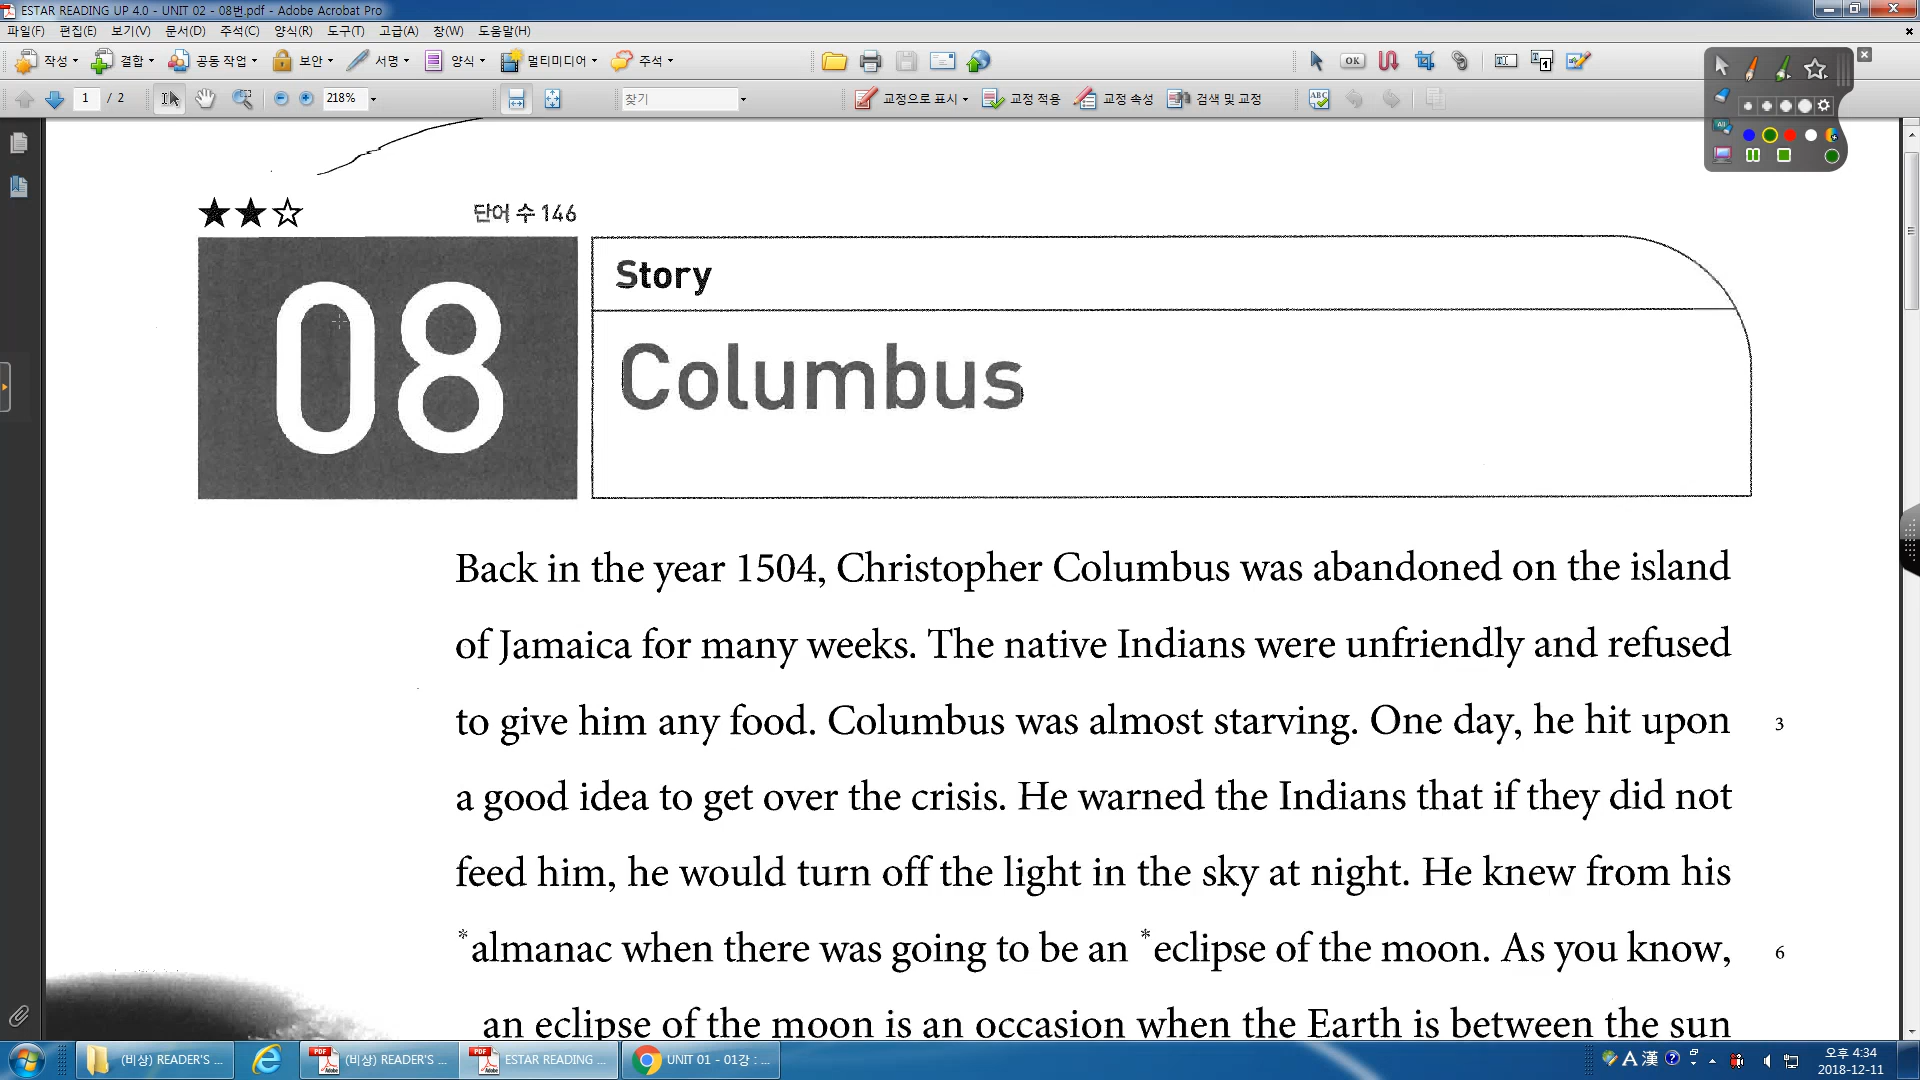 ESTAR READING UP 4.0 - UNIT 02 - 08번.pdf - Adobe Acrobat Pro
파일(F) 편집(E) 보기(V) 문서(D) 주석(C) 양식(R) 도구(T) 고급(A) 창(W) 도움말(H)
작성 결합 공동 작업 보안 서명 양식 멀티미디어 주석 OK
1 / 2 218% 찾기 교정으로 표시 교정 적용 교정 속성 검색 및 교정 ABC
★★☆ 단어 수 146
08
Story
Columbus
Back in the year 1504, Christopher Columbus was abandoned on the island
of Jamaica for many weeks. The native Indians were unfriendly and refused
to give him any food. Columbus was almost starving. One day, he hit upon 3
a good idea to get over the crisis. He warned the Indians that if they did not
feed him, he would turn off the light in the sky at night. He knew from his
*almanac when there was going to be an *eclipse of the moon. As you know, 6
an eclipse of the moon is an occasion when the Earth is between the sun
(비상) READER'S ... (비상) READER'S ... ESTAR READING ... UNIT 01 - 01강 : ... A 漢 오후 4:34
2018-12-11